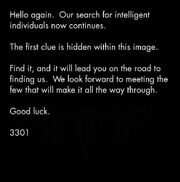 Hello again. Our search for intelligent
individuals now continues.
The first clue is hidden within this image.
Find it, and it will lead you on the road to
finding us. We look forward to meeting the
few that will make it all the way through.
Good luck.
3301